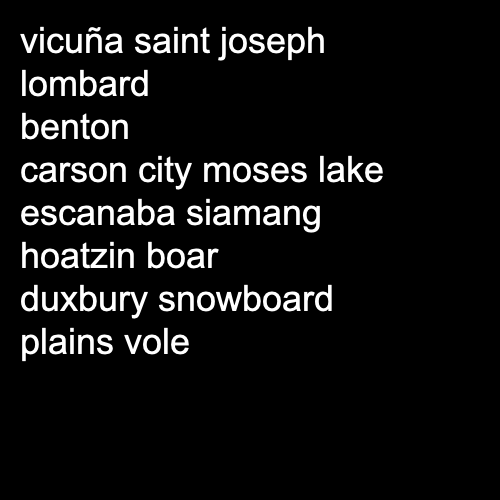 vicuña saint joseph
lombard
benton
carson city moses lake
escanaba siamang
hoatzin boar
duxbury snowboard
plains vole